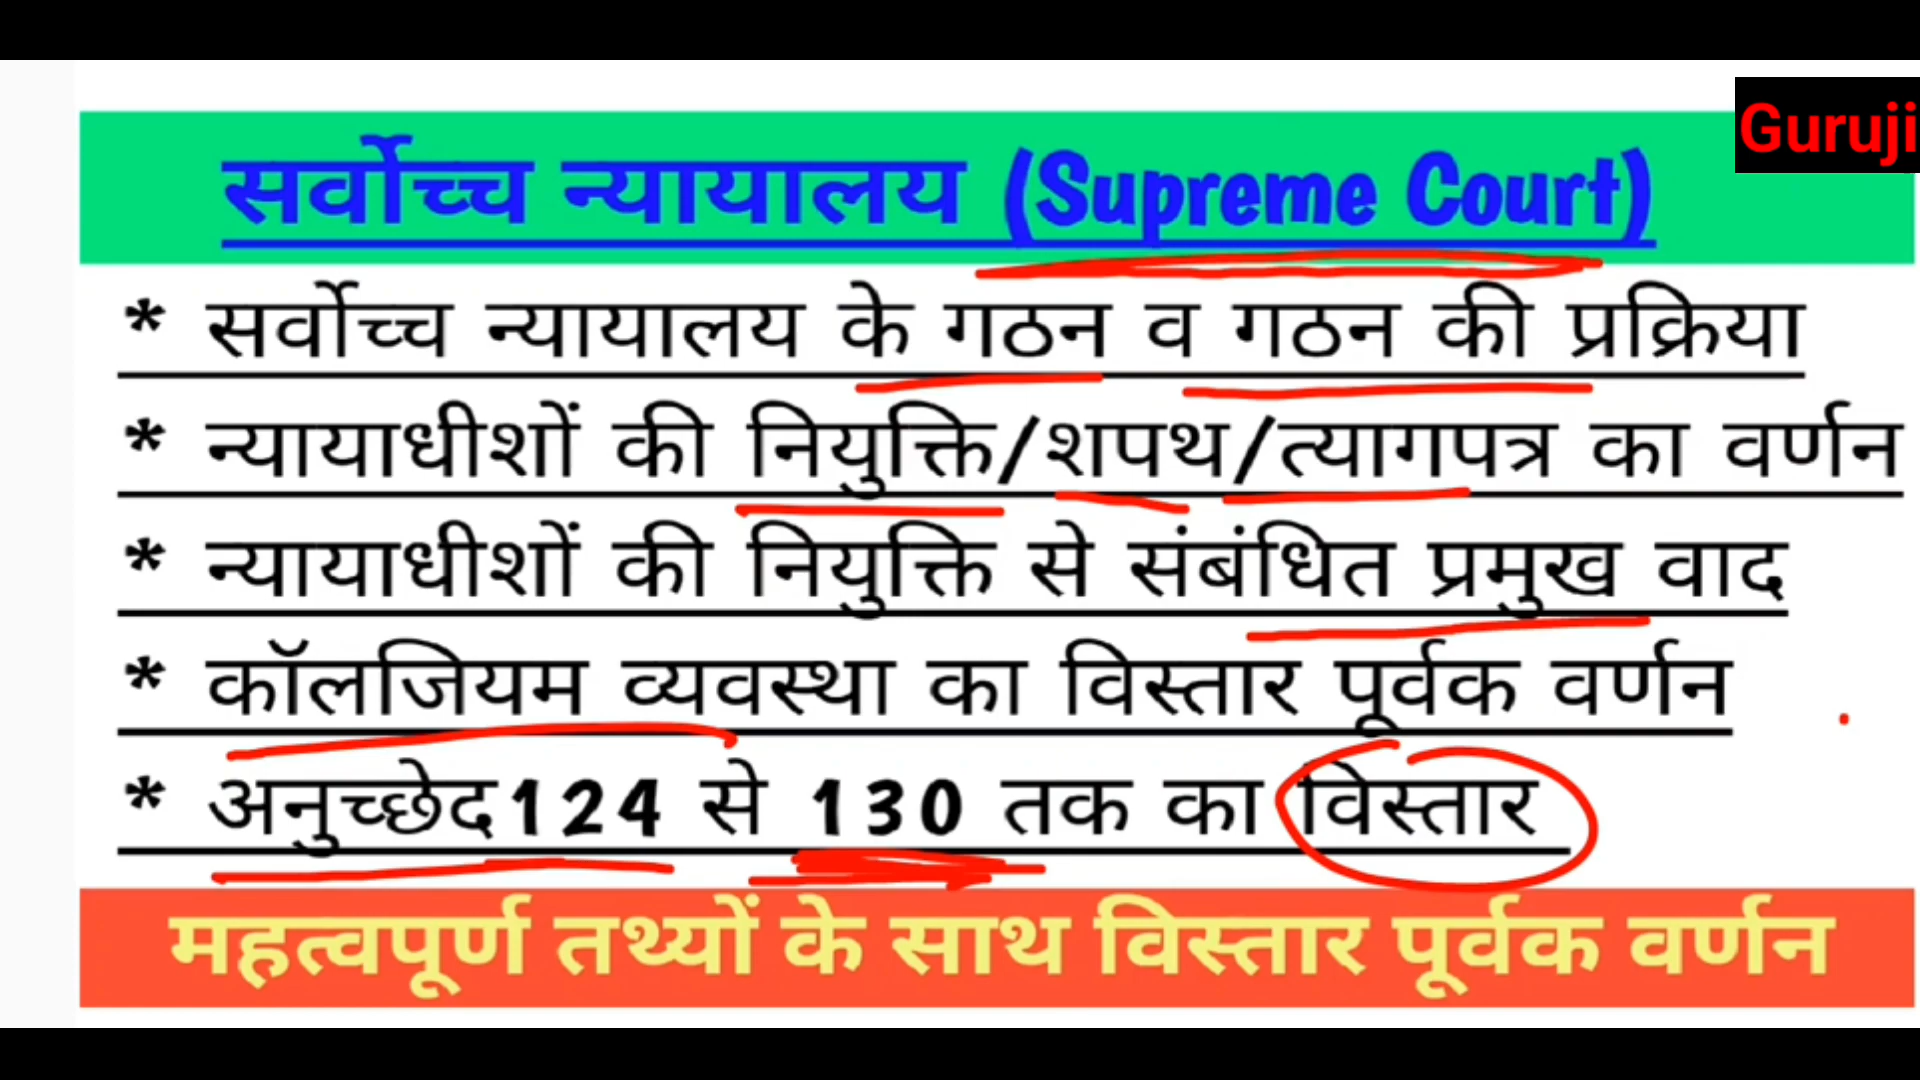 Guruji
सर्वोच्च न्यायालय (Supreme Court)
* सर्वोच्च न्यायालय के गठन व गठन की प्रक्रिया
* न्यायाधीशों की नियुक्ति/शपथ/त्यागपत्र का वर्णन
* न्यायाधीशों की नियुक्ति से संबंधित प्रमुख वाद
* कॉलजियम व्यवस्था का विस्तार पूर्वक वर्णन
* अनुच्छेद124 से 130 तक का विस्तार
महत्वपूर्ण तथ्यों के साथ विस्तार पूर्वक वर्णन